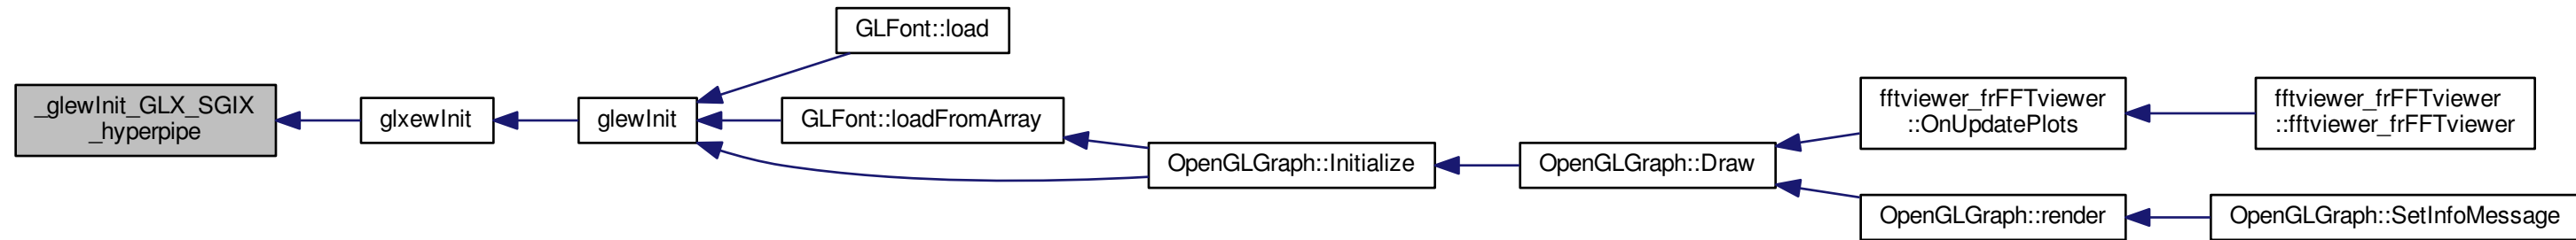 _glewInit_GLX_SGIX
_hyperpipe
glxewInit
glewInit
GLFont::load
GLFont::loadFromArray
OpenGLGraph::Initialize
OpenGLGraph::Draw
fftviewer_frFFTviewer
::OnUpdatePlots
OpenGLGraph::render
fftviewer_frFFTviewer
::fftviewer_frFFTviewer
OpenGLGraph::SetInfoMessage